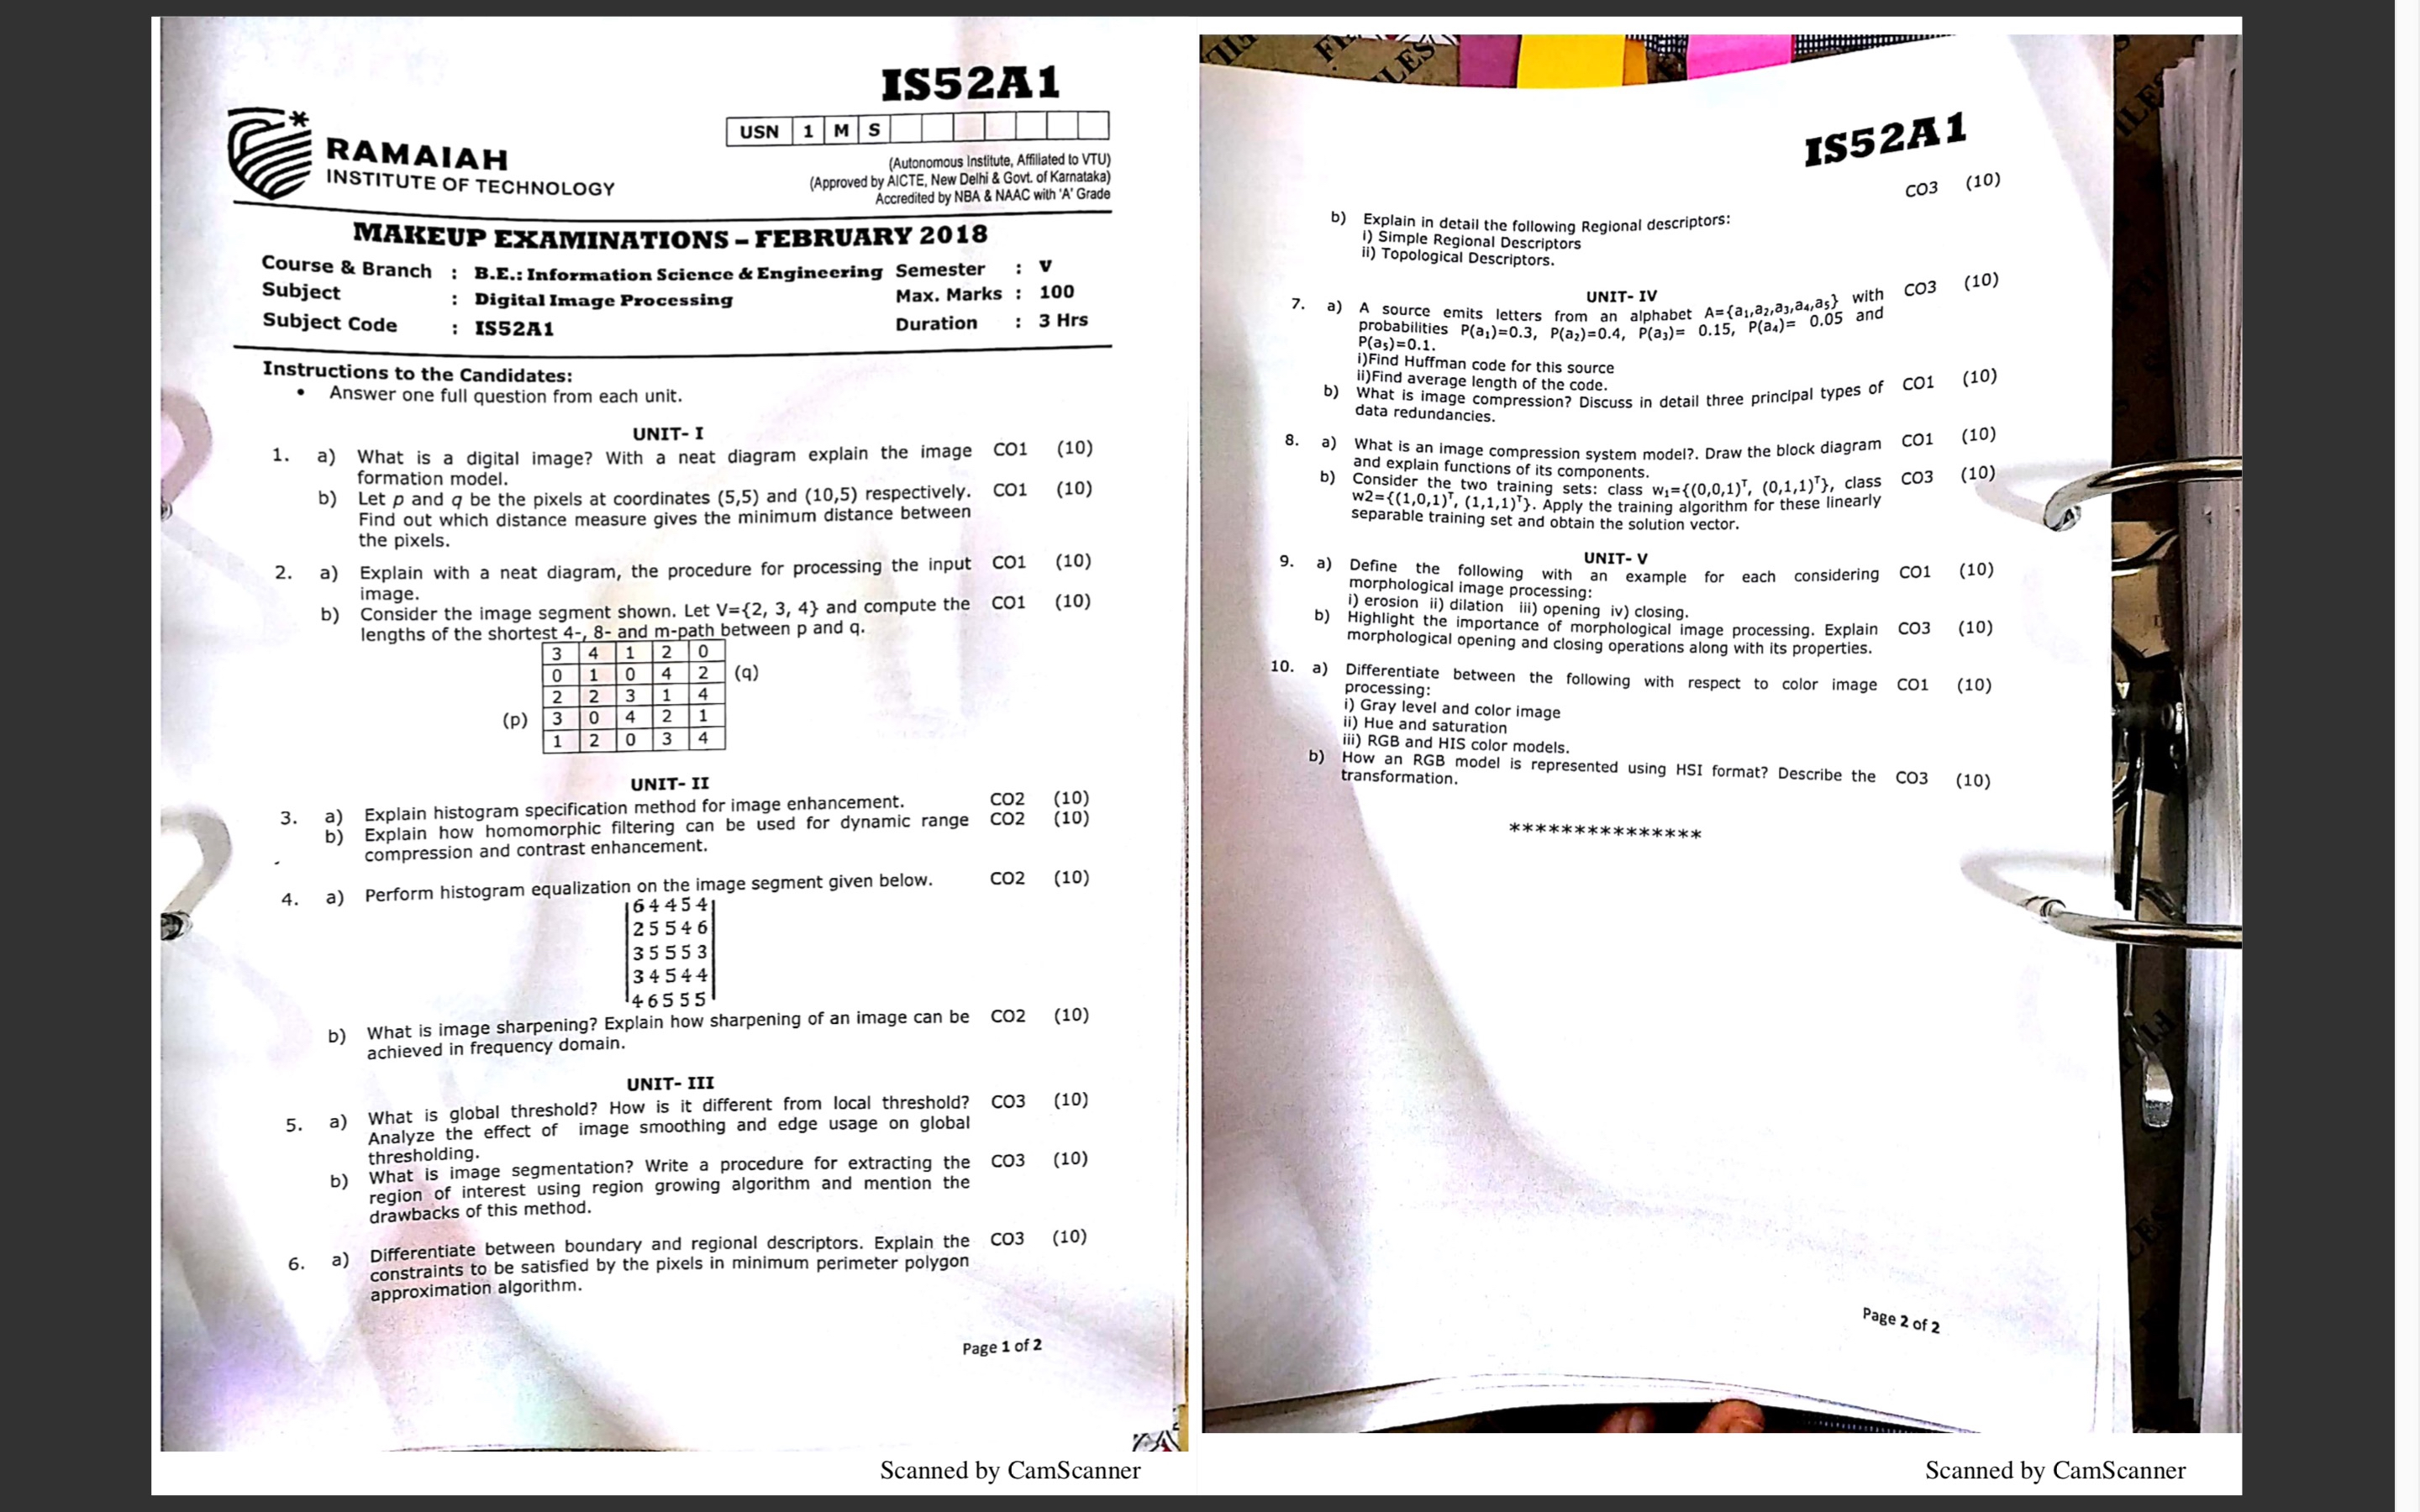 IS52A1
USN 1 M S
RAMAIAH
INSTITUTE OF TECHNOLOGY
(Autonomous Institute, Affiliated to VTU)
(Approved by AICTE, New Delhi & Govt. of Karnataka)
Accredited by NBA & NAAC with 'A' Grade
MAKEUP EXAMINATIONS – FEBRUARY 2018
Course & Branch : B.E.: Information Science & Engineering Semester : V
Subject : Digital Image Processing Max. Marks : 100
Subject Code : IS52A1 Duration : 3 Hrs
Instructions to the Candidates:
• Answer one full question from each unit.
UNIT- I
1. a) What is a digital image? With a neat diagram explain the image CO1 (10)
formation model.
b) Let p and q be the pixels at coordinates (5,5) and (10,5) respectively. CO1 (10)
Find out which distance measure gives the minimum distance between
the pixels.
2. a) Explain with a neat diagram, the procedure for processing the input CO1 (10)
image.
b) Consider the image segment shown. Let V={2, 3, 4} and compute the CO1 (10)
lengths of the shortest 4-, 8- and m-path between p and q.
3 4 1 2 0
0 1 0 4 2 (q)
2 2 3 1 4
(p) 3 0 4 2 1
1 2 0 3 4
UNIT- II
3. a) Explain histogram specification method for image enhancement. CO2 (10)
b) Explain how homomorphic filtering can be used for dynamic range CO2 (10)
compression and contrast enhancement.
4. a) Perform histogram equalization on the image segment given below. CO2 (10)
6 4 4 5 4
2 5 5 4 6
3 5 5 5 3
3 4 5 4 4
4 6 5 5 5
b) What is image sharpening? Explain how sharpening of an image can be CO2 (10)
achieved in frequency domain.
UNIT- III
5. a) What is global threshold? How is it different from local threshold? CO3 (10)
Analyze the effect of image smoothing and edge usage on global
thresholding.
b) What is image segmentation? Write a procedure for extracting the CO3 (10)
region of interest using region growing algorithm and mention the
drawbacks of this method.
6. a) Differentiate between boundary and regional descriptors. Explain the CO3 (10)
constraints to be satisfied by the pixels in minimum perimeter polygon
approximation algorithm.
Page 1 of 2
Scanned by CamScanner
IS52A1
CO3 (10)
b) Explain in detail the following Regional descriptors:
i) Simple Regional Descriptors
ii) Topological Descriptors.
UNIT- IV
7. a) A source emits letters from an alphabet A={a₁,a₂,a₃,a₄,a₅} with CO3 (10)
probabilities P(a₁)=0.3, P(a₂)=0.4, P(a₃)= 0.15, P(a₄)= 0.05 and
P(a₅)=0.1.
i)Find Huffman code for this source
ii)Find average length of the code.
b) What is image compression? Discuss in detail three principal types of CO1 (10)
data redundancies.
8. a) What is an image compression system model?. Draw the block diagram CO1 (10)
and explain functions of its components.
b) Consider the two training sets: class w₁={(0,0,1)ᵀ, (0,1,1)ᵀ}, class CO3 (10)
w2={(1,0,1)ᵀ, (1,1,1)ᵀ}. Apply the training algorithm for these linearly
separable training set and obtain the solution vector.
UNIT- V
9. a) Define the following with an example for each considering CO1 (10)
morphological image processing:
i) erosion ii) dilation iii) opening iv) closing.
b) Highlight the importance of morphological image processing. Explain CO3 (10)
morphological opening and closing operations along with its properties.
10. a) Differentiate between the following with respect to color image CO1 (10)
processing:
i) Gray level and color image
ii) Hue and saturation
iii) RGB and HIS color models.
b) How an RGB model is represented using HSI format? Describe the CO3 (10)
transformation.
***************
Page 2 of 2
Scanned by CamScanner